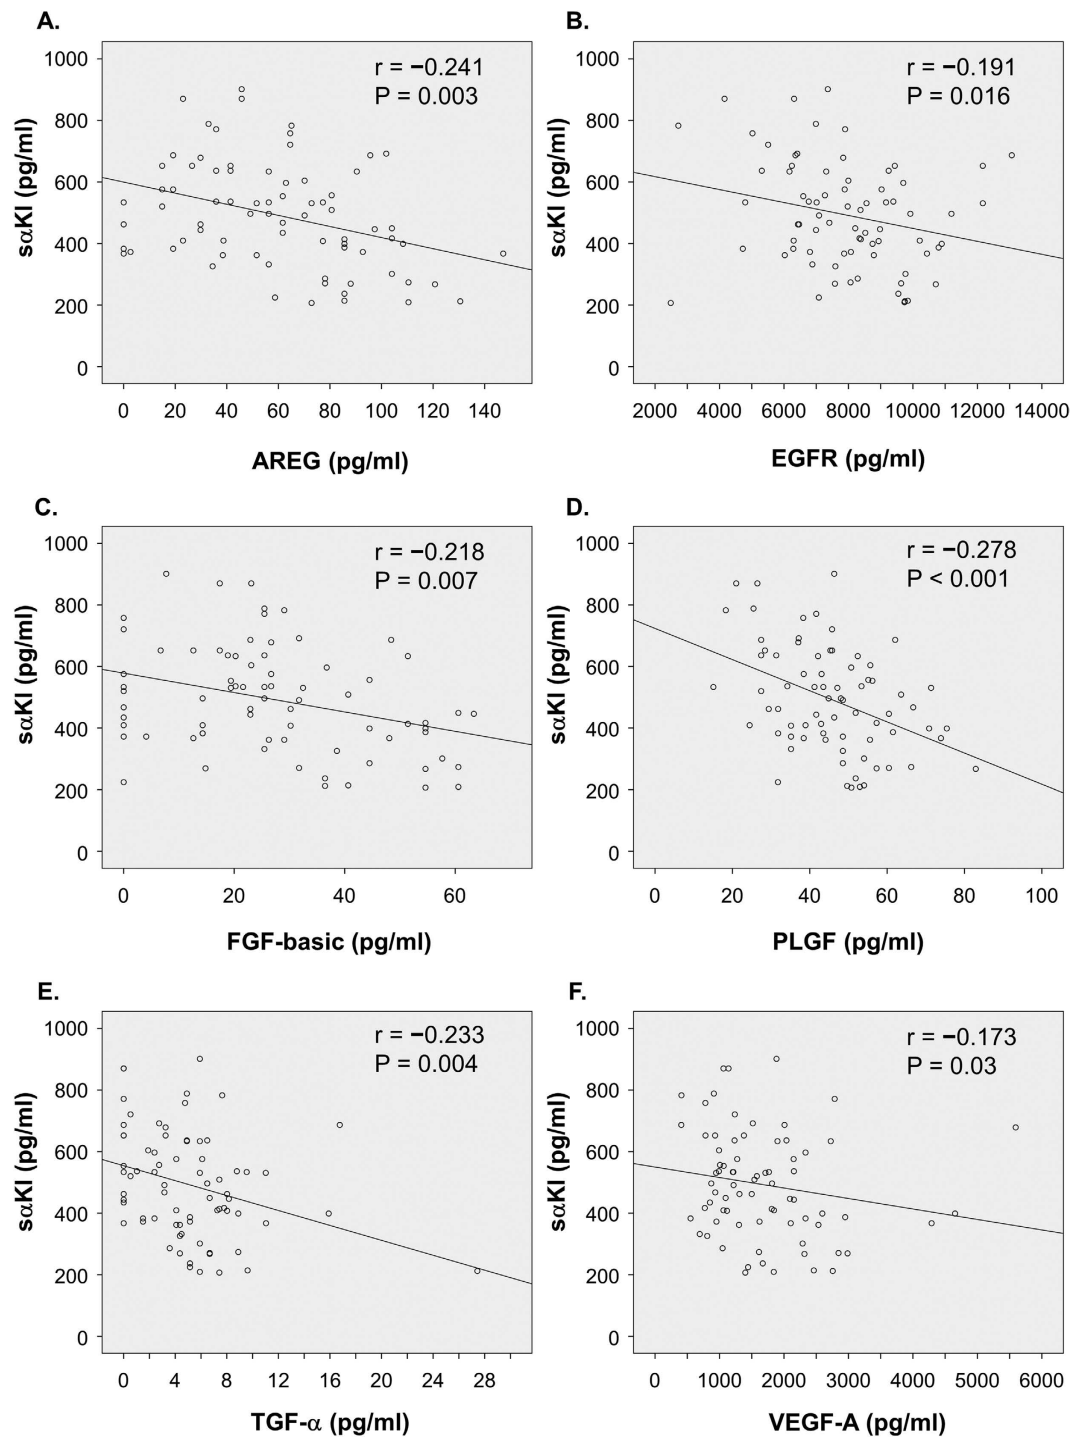 A.
r = −0.241
P = 0.003
sαKl (pg/ml)
1000
800
600
400
200
0
0 20 40 60 80 100 120 140
AREG (pg/ml)
B.
r = −0.191
P = 0.016
sαKl (pg/ml)
1000
800
600
400
200
0
2000 4000 6000 8000 10000 12000 14000
EGFR (pg/ml)
C.
r = −0.218
P = 0.007
sαKl (pg/ml)
1000
800
600
400
200
0
0 20 40 60
FGF-basic (pg/ml)
D.
r = −0.278
P < 0.001
sαKl (pg/ml)
1000
800
600
400
200
0
0 20 40 60 80 100
PLGF (pg/ml)
E.
r = −0.233
P = 0.004
sαKl (pg/ml)
1000
800
600
400
200
0
0 4 8 12 16 20 24 28
TGF-α (pg/ml)
F.
r = −0.173
P = 0.03
sαKl (pg/ml)
1000
800
600
400
200
0
0 1000 2000 3000 4000 5000 6000
VEGF-A (pg/ml)